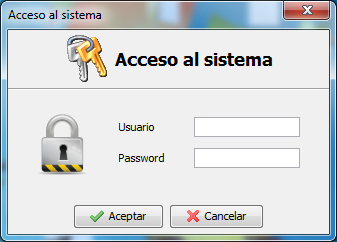 Acceso al sistema
Acceso al sistema
Usuario
Password
Aceptar
Cancelar